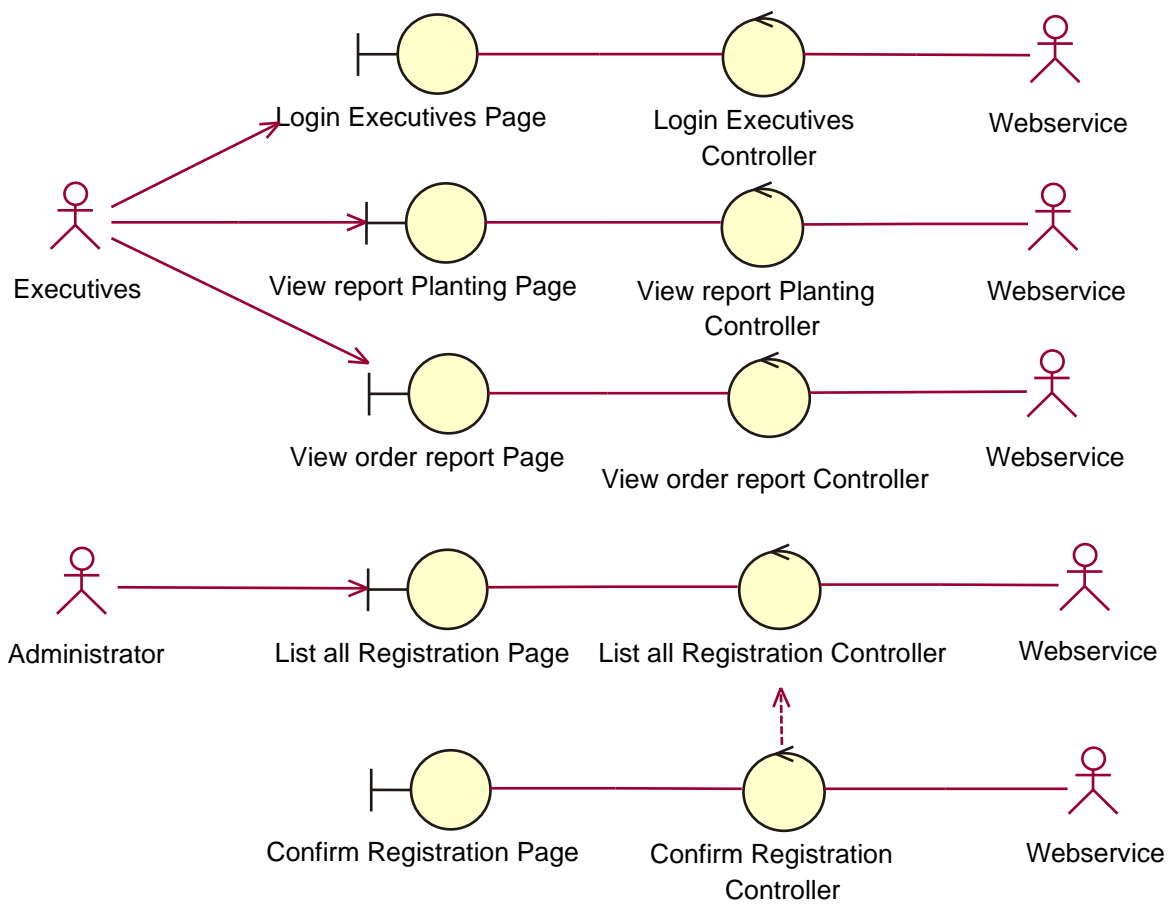 Login Executives Page
Login Executives
Controller
Webservice
Executives
View report Planting Page
View report Planting
Controller
Webservice
View order report Page
View order report Controller
Webservice
Administrator
List all Registration Page
List all Registration Controller
Webservice
Confirm Registration Page
Confirm Registration
Controller
Webservice